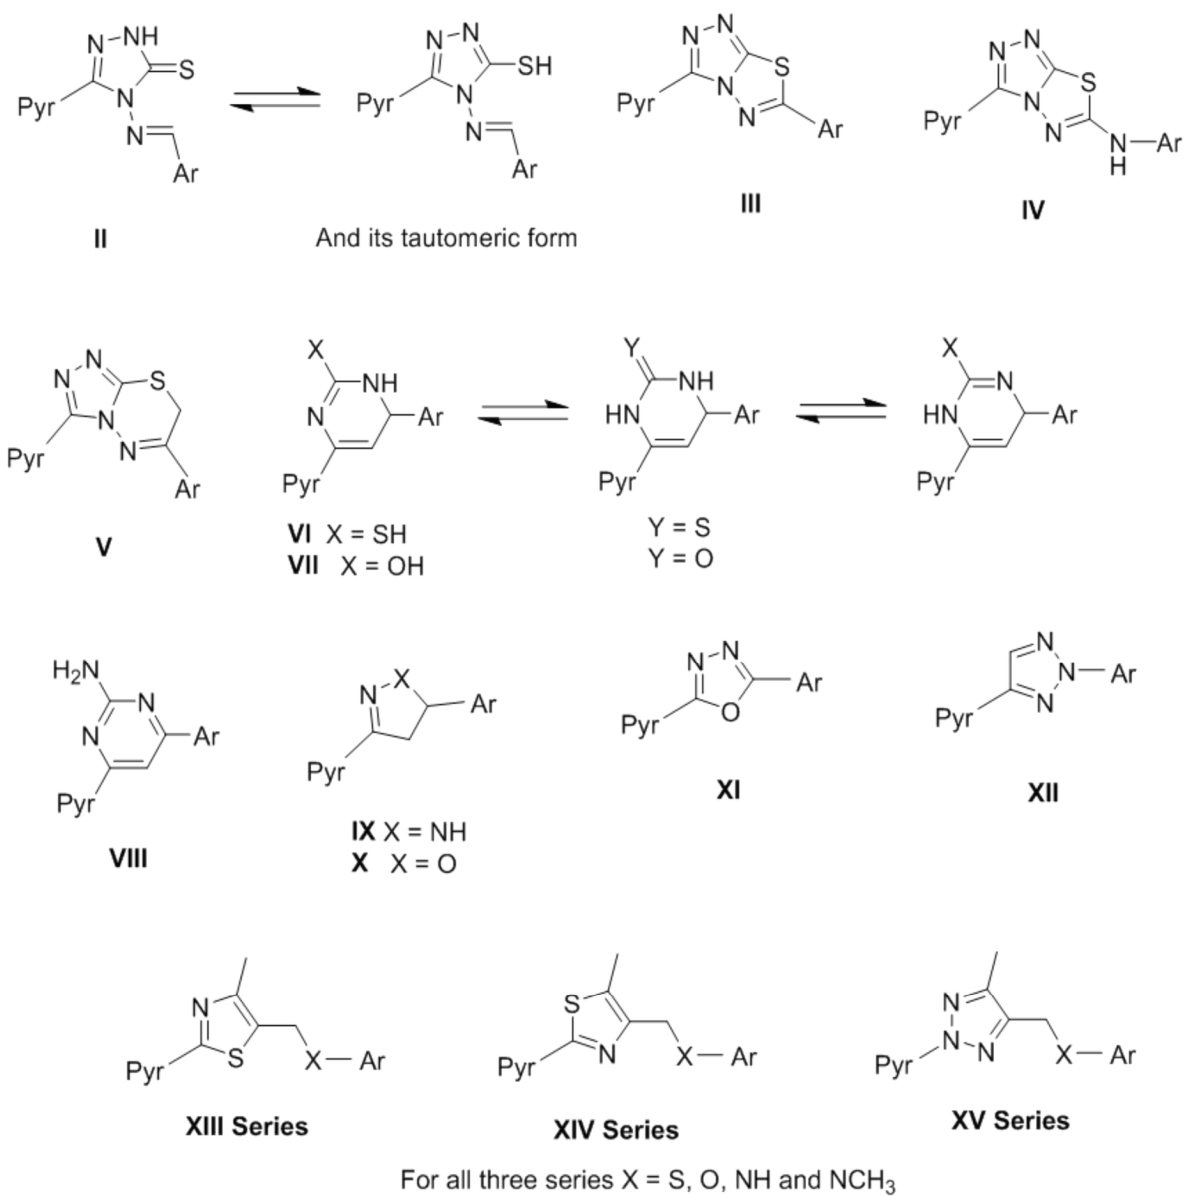 N NH S N N Pyr Ar
N N SH N N Pyr Ar
N N S N N Pyr Ar
N N S N N Pyr N H Ar
II
And its tautomeric form
III
IV
N N S N N Pyr Ar
X NH N Ar Pyr
Y NH HN Ar Pyr
X N HN Ar Pyr
V
VI X = SH
VII X = OH
Y = S
Y = O
H₂N N N Ar Pyr
N X Ar Pyr
N N O Ar Pyr
N N N Ar Pyr
VIII
IX X = NH
X X = O
XI
XII
N S Pyr X Ar
S N Pyr X Ar
N N N Pyr X Ar
XIII Series
XIV Series
XV Series
For all three series X = S, O, NH and NCH₃